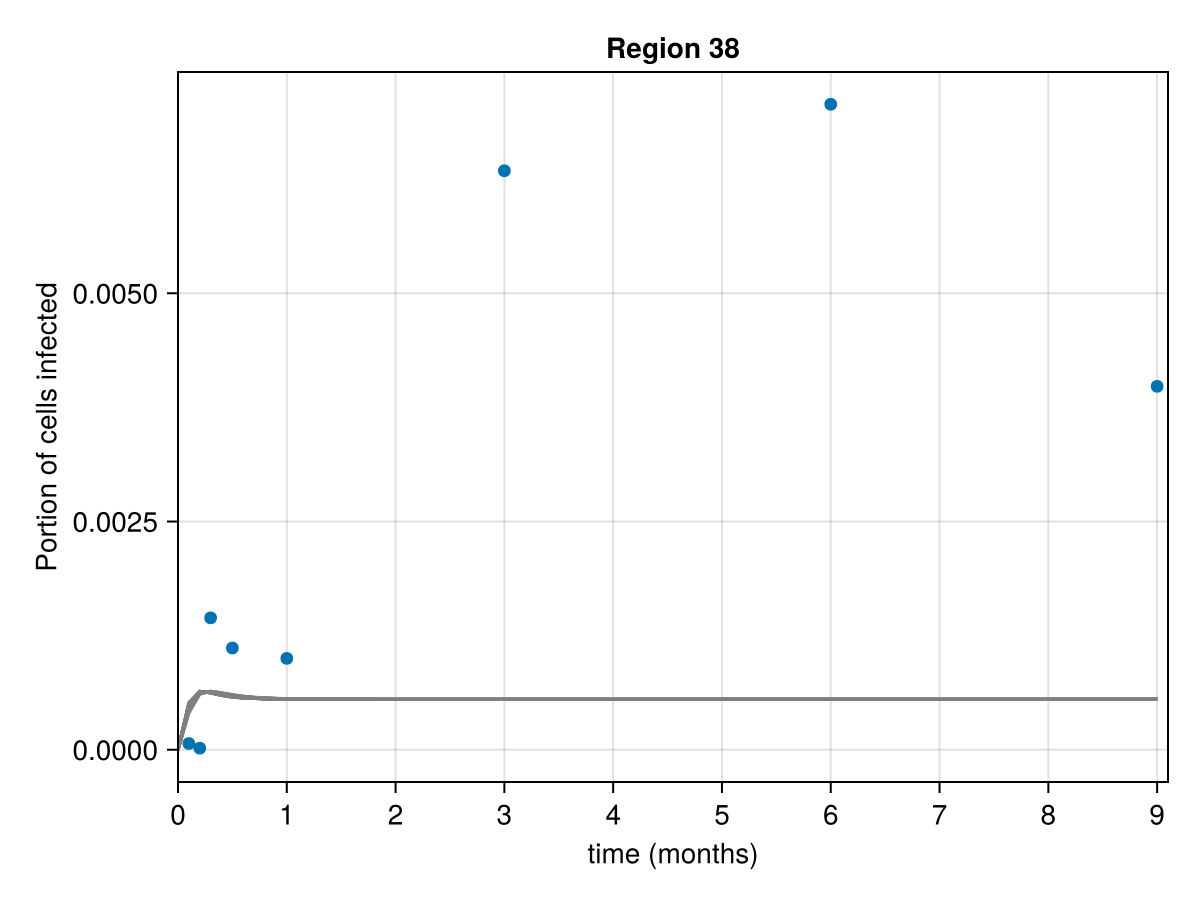 Region 38
Portion of cells infected
0.0050
0.0025
0.0000
0 1 2 3 4 5 6 7 8 9
time (months)